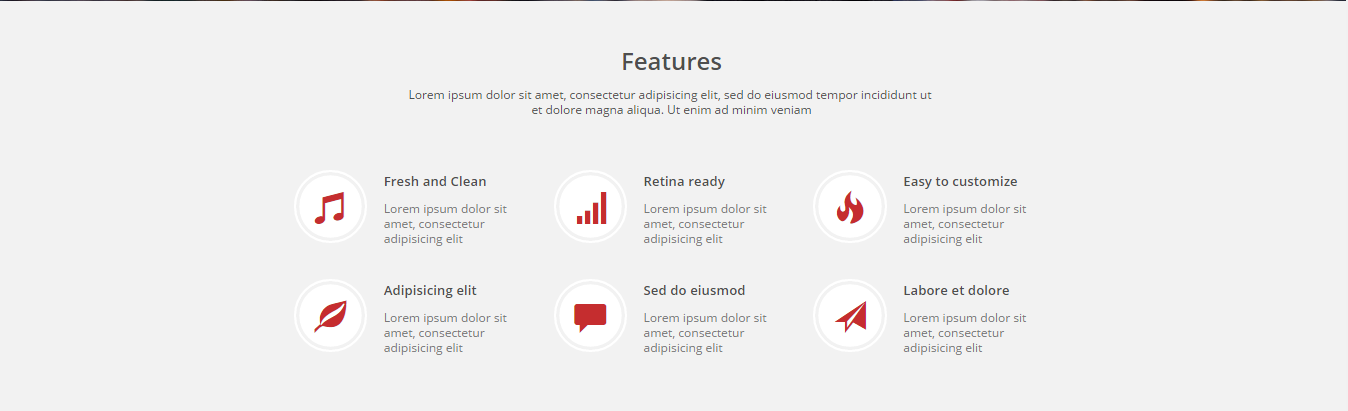 Features
Lorem ipsum dolor sit amet, consectetur adipisicing elit, sed do eiusmod tempor incididunt ut
et dolore magna aliqua. Ut enim ad minim veniam
Fresh and Clean
Lorem ipsum dolor sit
amet, consectetur
adipisicing elit
Retina ready
Lorem ipsum dolor sit
amet, consectetur
adipisicing elit
Easy to customize
Lorem ipsum dolor sit
amet, consectetur
adipisicing elit
Adipisicing elit
Lorem ipsum dolor sit
amet, consectetur
adipisicing elit
Sed do eiusmod
Lorem ipsum dolor sit
amet, consectetur
adipisicing elit
Labore et dolore
Lorem ipsum dolor sit
amet, consectetur
adipisicing elit